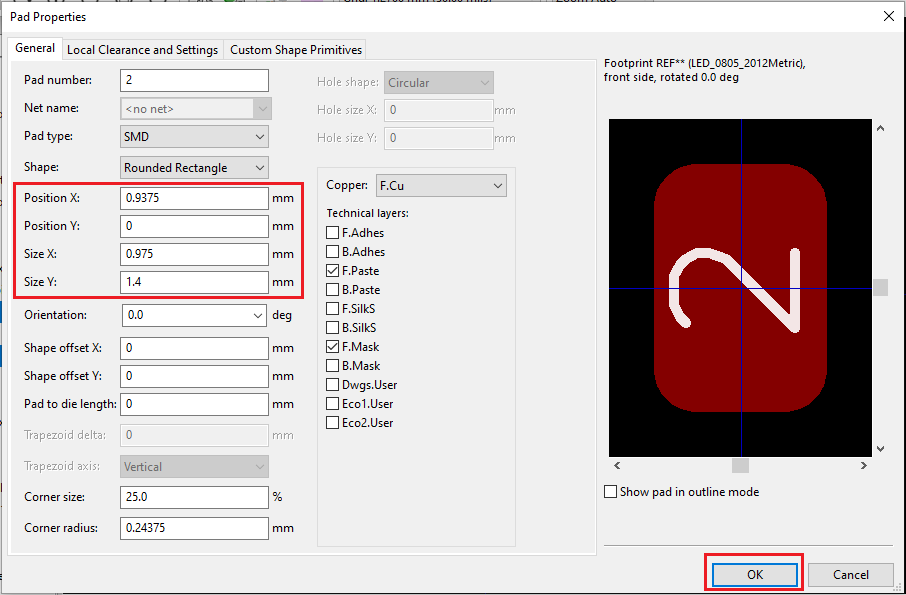 Pad Properties
General
Local Clearance and Settings
Custom Shape Primitives
Pad number: 2
Net name: <no net>
Pad type: SMD
Shape: Rounded Rectangle
Position X: 0.9375 mm
Position Y: 0 mm
Size X: 0.975 mm
Size Y: 1.4 mm
Orientation: 0.0 deg
Shape offset X: 0 mm
Shape offset Y: 0 mm
Pad to die length: 0 mm
Trapezoid delta: 0 mm
Trapezoid axis: Vertical
Corner size: 25.0 %
Corner radius: 0.24375 mm
Hole shape: Circular
Hole size X: 0 mm
Hole size Y: 0 mm
Copper: F.Cu
Technical layers:
F.Adhes
B.Adhes
F.Paste
B.Paste
F.SilkS
B.SilkS
F.Mask
B.Mask
Dwgs.User
Eco1.User
Eco2.User
Footprint REF** (LED_0805_2012Metric),
front side, rotated 0.0 deg
2
Show pad in outline mode
OK
Cancel